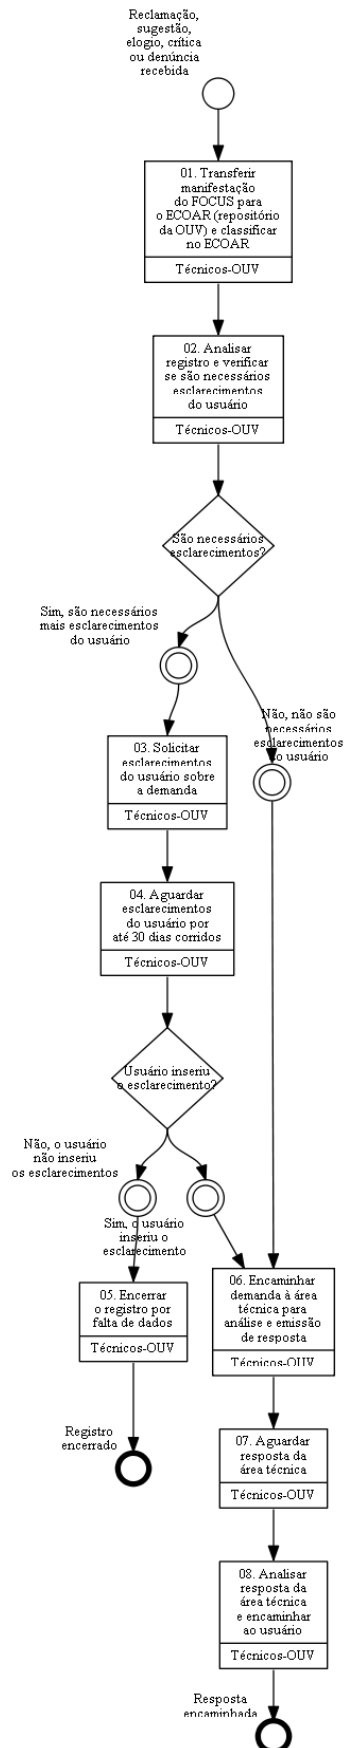 Reclamação,
sugestão,
elogio, crítica
ou denúncia
recebida
01. Transferir
manifestação
do FOCUS para
o ECOAR (repositório
da OUV) e classificar
no ECOAR
Técnicos-OUV
02. Analisar
registro e verificar
se são necessários
esclarecimentos
do usuário
Técnicos-OUV
São necessários
esclarecimentos?
Sim, são necessários
mais esclarecimentos
do usuário
Não, não são
necessários
esclarecimentos
do usuário
03. Solicitar
esclarecimentos
do usuário sobre
a demanda
Técnicos-OUV
04. Aguardar
esclarecimentos
do usuário por
até 30 dias corridos
Técnicos-OUV
Usuário inseriu
o esclarecimento?
Não, o usuário
não inseriu
os esclarecimentos
Sim, o usuário
inseriu o
esclarecimento
05. Encerrar
o registro por
falta de dados
Técnicos-OUV
06. Encaminhar
demanda à área
técnica para
análise e emissão
de resposta
Técnicos-OUV
Registro
encerrado
07. Aguardar
resposta da
área técnica
Técnicos-OUV
08. Analisar
resposta da
área técnica
e encaminhar
ao usuário
Técnicos-OUV
Resposta
encaminhada